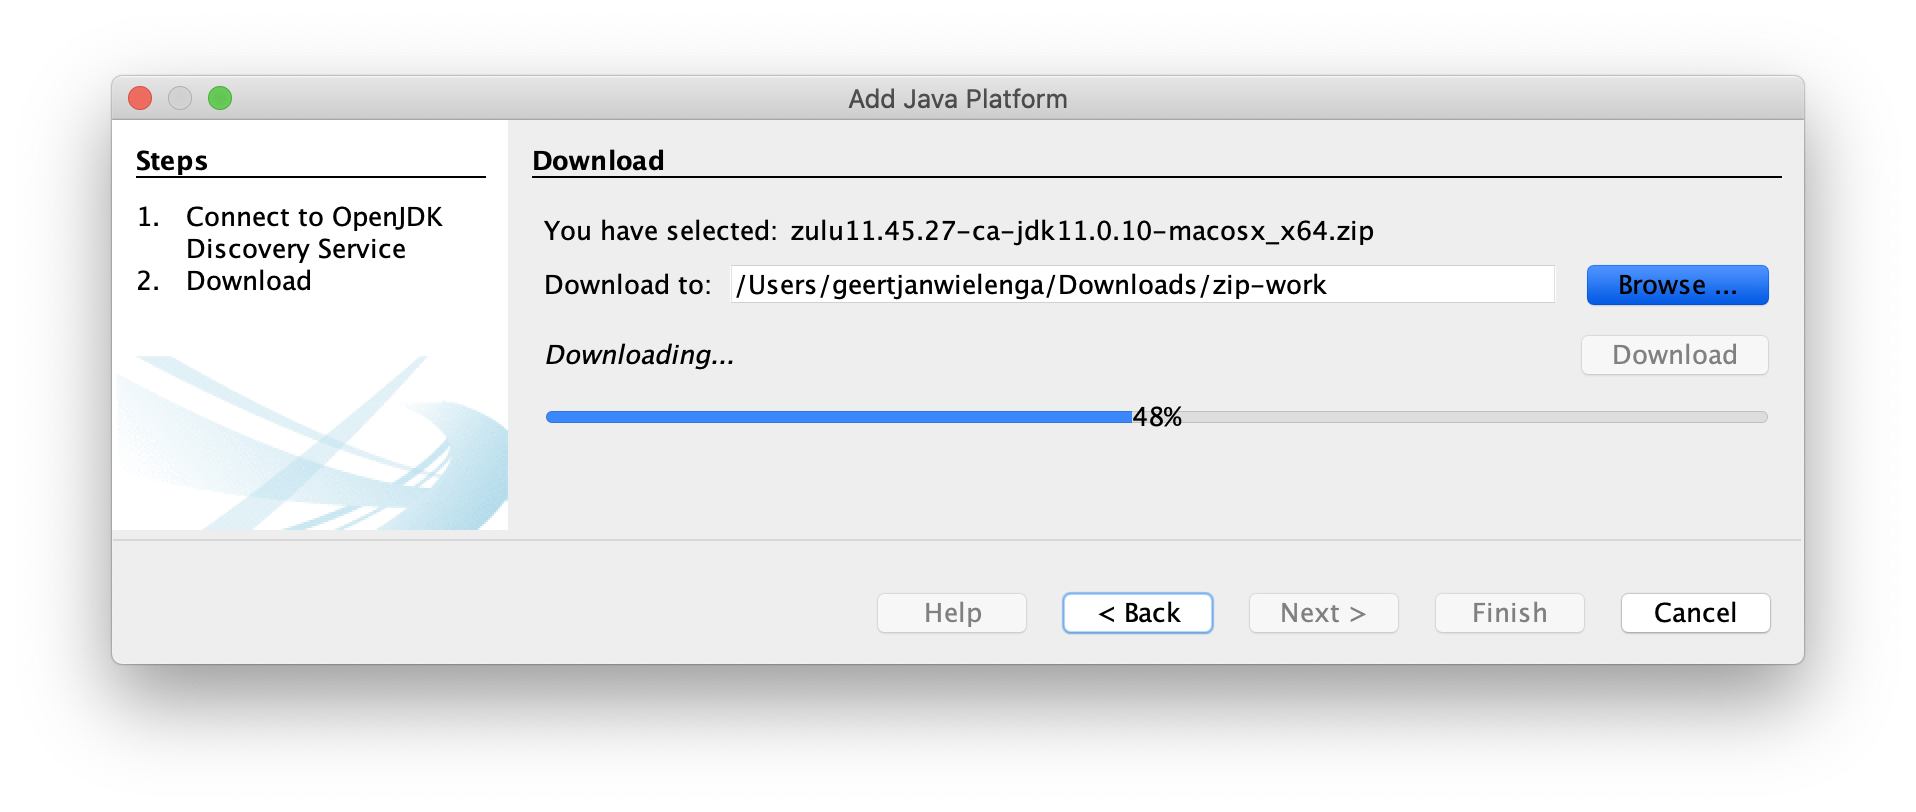 Add Java Platform
Steps
1. Connect to OpenJDK
Discovery Service
2. Download
Download
You have selected: zulu11.45.27-ca-jdk11.0.10-macosx_x64.zip
Download to: /Users/geertjanwielenga/Downloads/zip-work Browse ...
Downloading... Download
48%
Help < Back Next > Finish Cancel